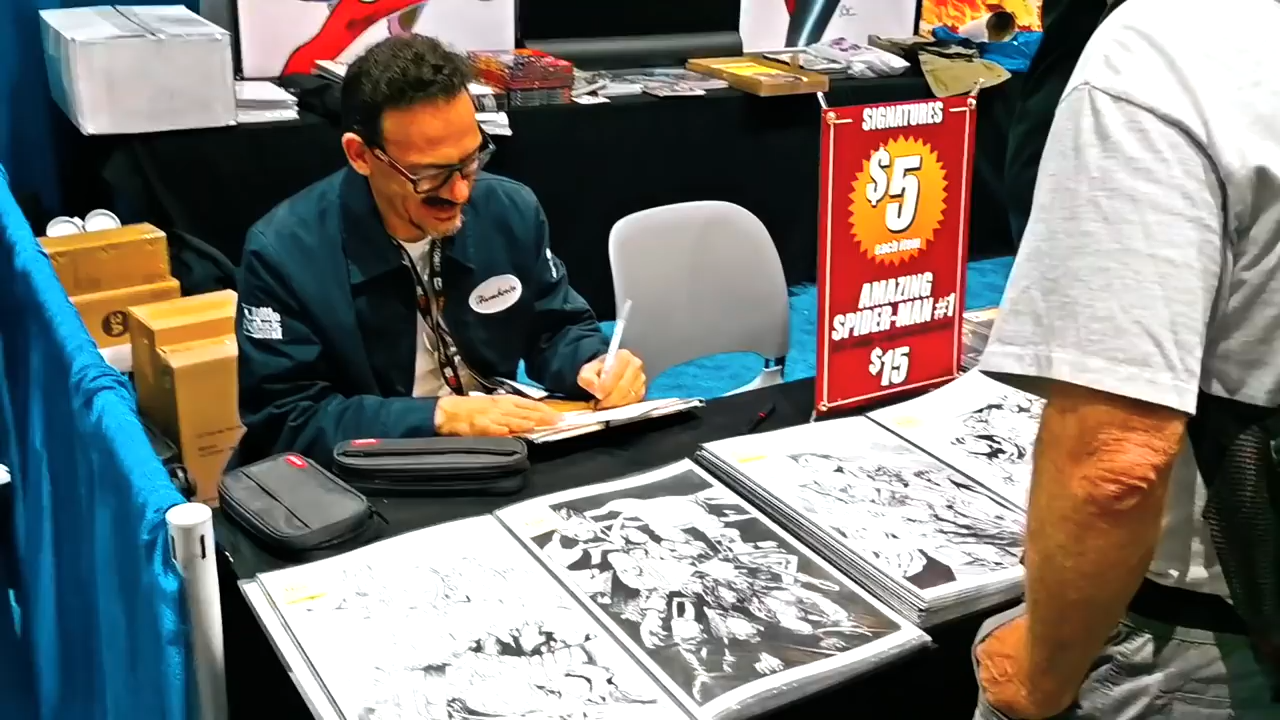 SIGNATURES
$5
each item
AMAZING
SPIDER-MAN #1
$15